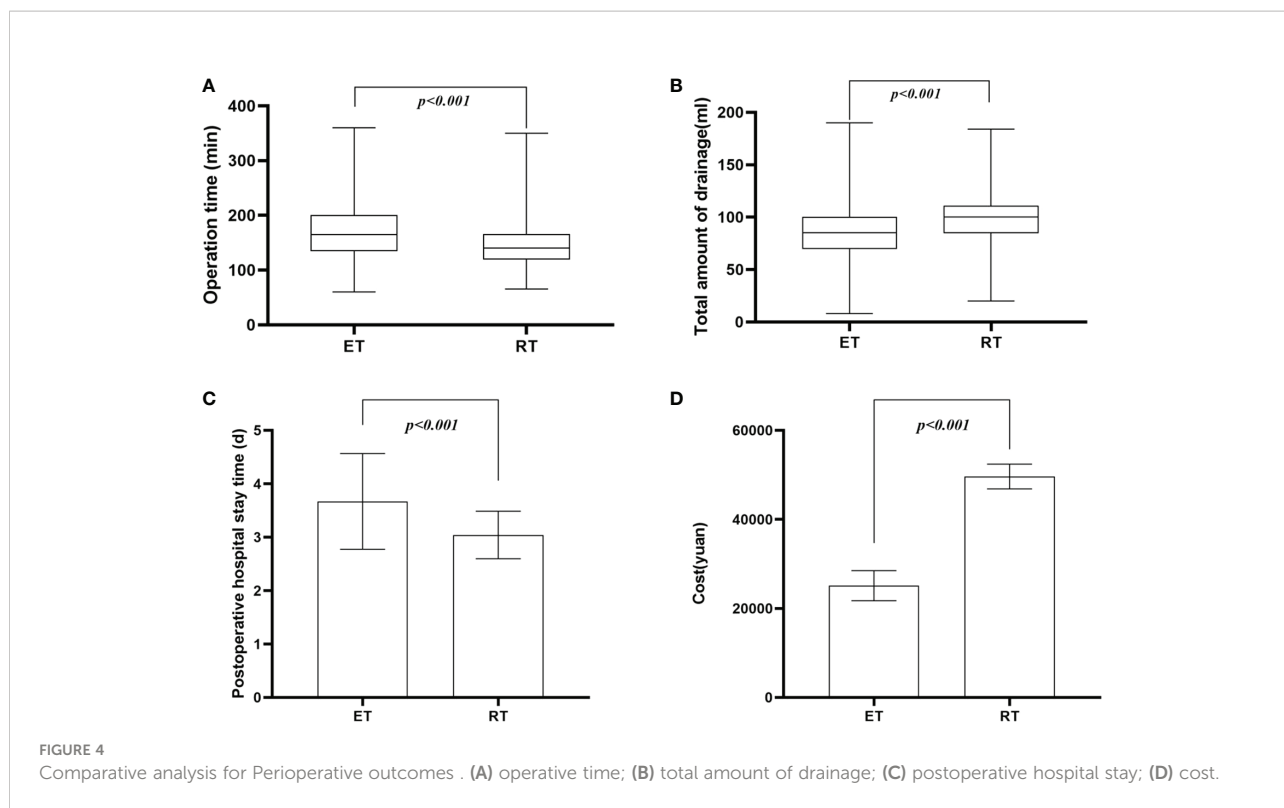 A
p<0.001
Operation time (min)
400
300
200
100
0
ET
RT
B
p<0.001
Total amount of drainage(ml)
200
150
100
50
0
ET
RT
C
p<0.001
Postoperative hospital stay time (d)
5
4
3
2
1
0
ET
RT
D
p<0.001
Cost(yuan)
60000
40000
20000
0
ET
RT
FIGURE 4
Comparative analysis for Perioperative outcomes . (A) operative time; (B) total amount of drainage; (C) postoperative hospital stay; (D) cost.